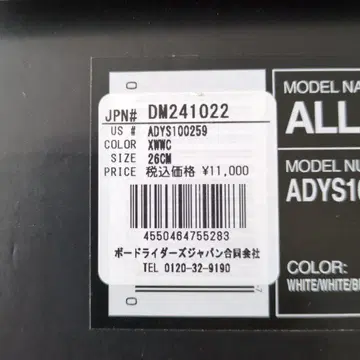 JPN# DM241022
US # ADYS100259
COLOR XWWC
SIZE 26CM
PRICE 税込価格 ¥11,000
4550464755283
ボードライダーズジャパン合同会社
TEL 0120-32-9190
MODEL NA
ALL
MODEL NU
ADYS10
COLOR:
WHITE/WHITE/B